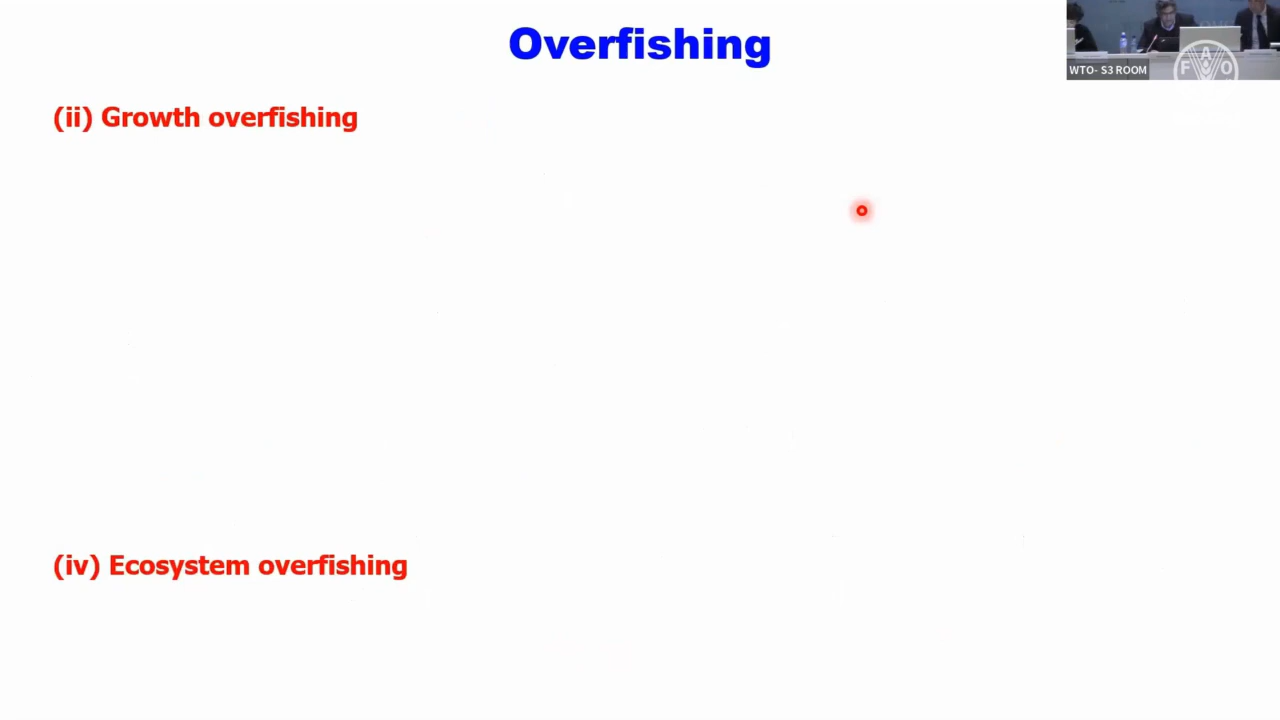 Overfishing
WTO- S3 ROOM
F A O
(ii) Growth overfishing
(iv) Ecosystem overfishing